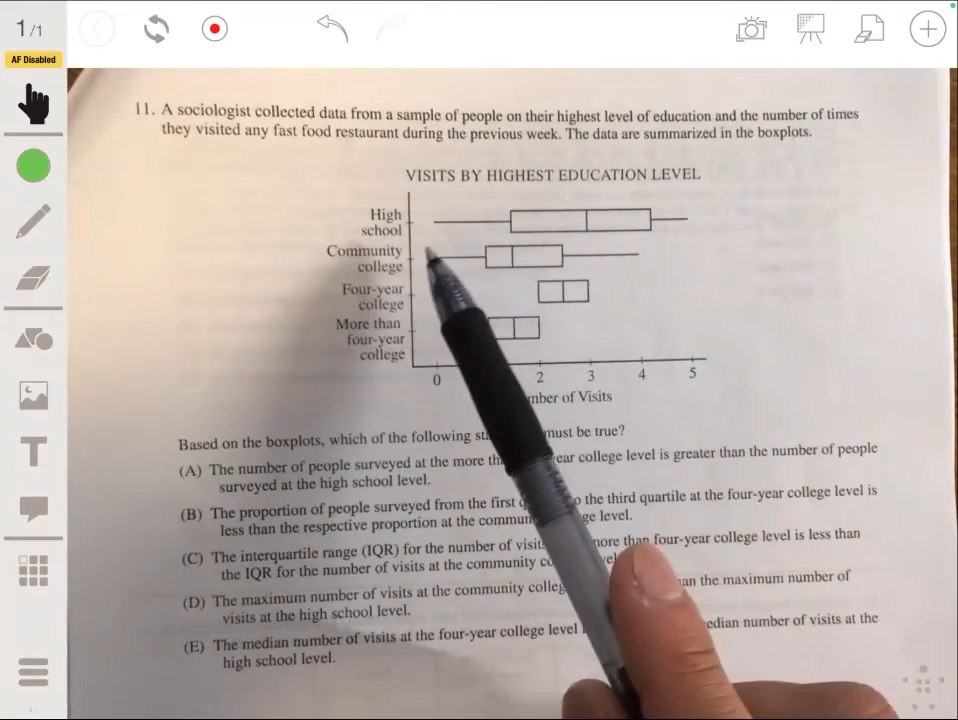 1/1
AF Disabled
T
11. A sociologist collected data from a sample of people on their highest level of education and the number of times
they visited any fast food restaurant during the previous week. The data are summarized in the boxplots.
VISITS BY HIGHEST EDUCATION LEVEL
High
school
Community
college
Four-year
college
More than
four-year
college
0 2 3 4 5
of Visits
Based on the boxplots, which of the following must be true?
(A) The number of people surveyed at the more college level is greater than the number of people
surveyed at the high school level.
(B) The proportion of people surveyed from the first the third quartile at the four-year college level is
less than the respective proportion at the level.
(C) The interquartile range (IQR) for the number of than four-year college level is less than
the IQR for the number of visits at the community
(D) The maximum number of visits at the community the maximum number of
visits at the high school level.
(E) The median number of visits at the four-year college level number of visits at the
high school level.